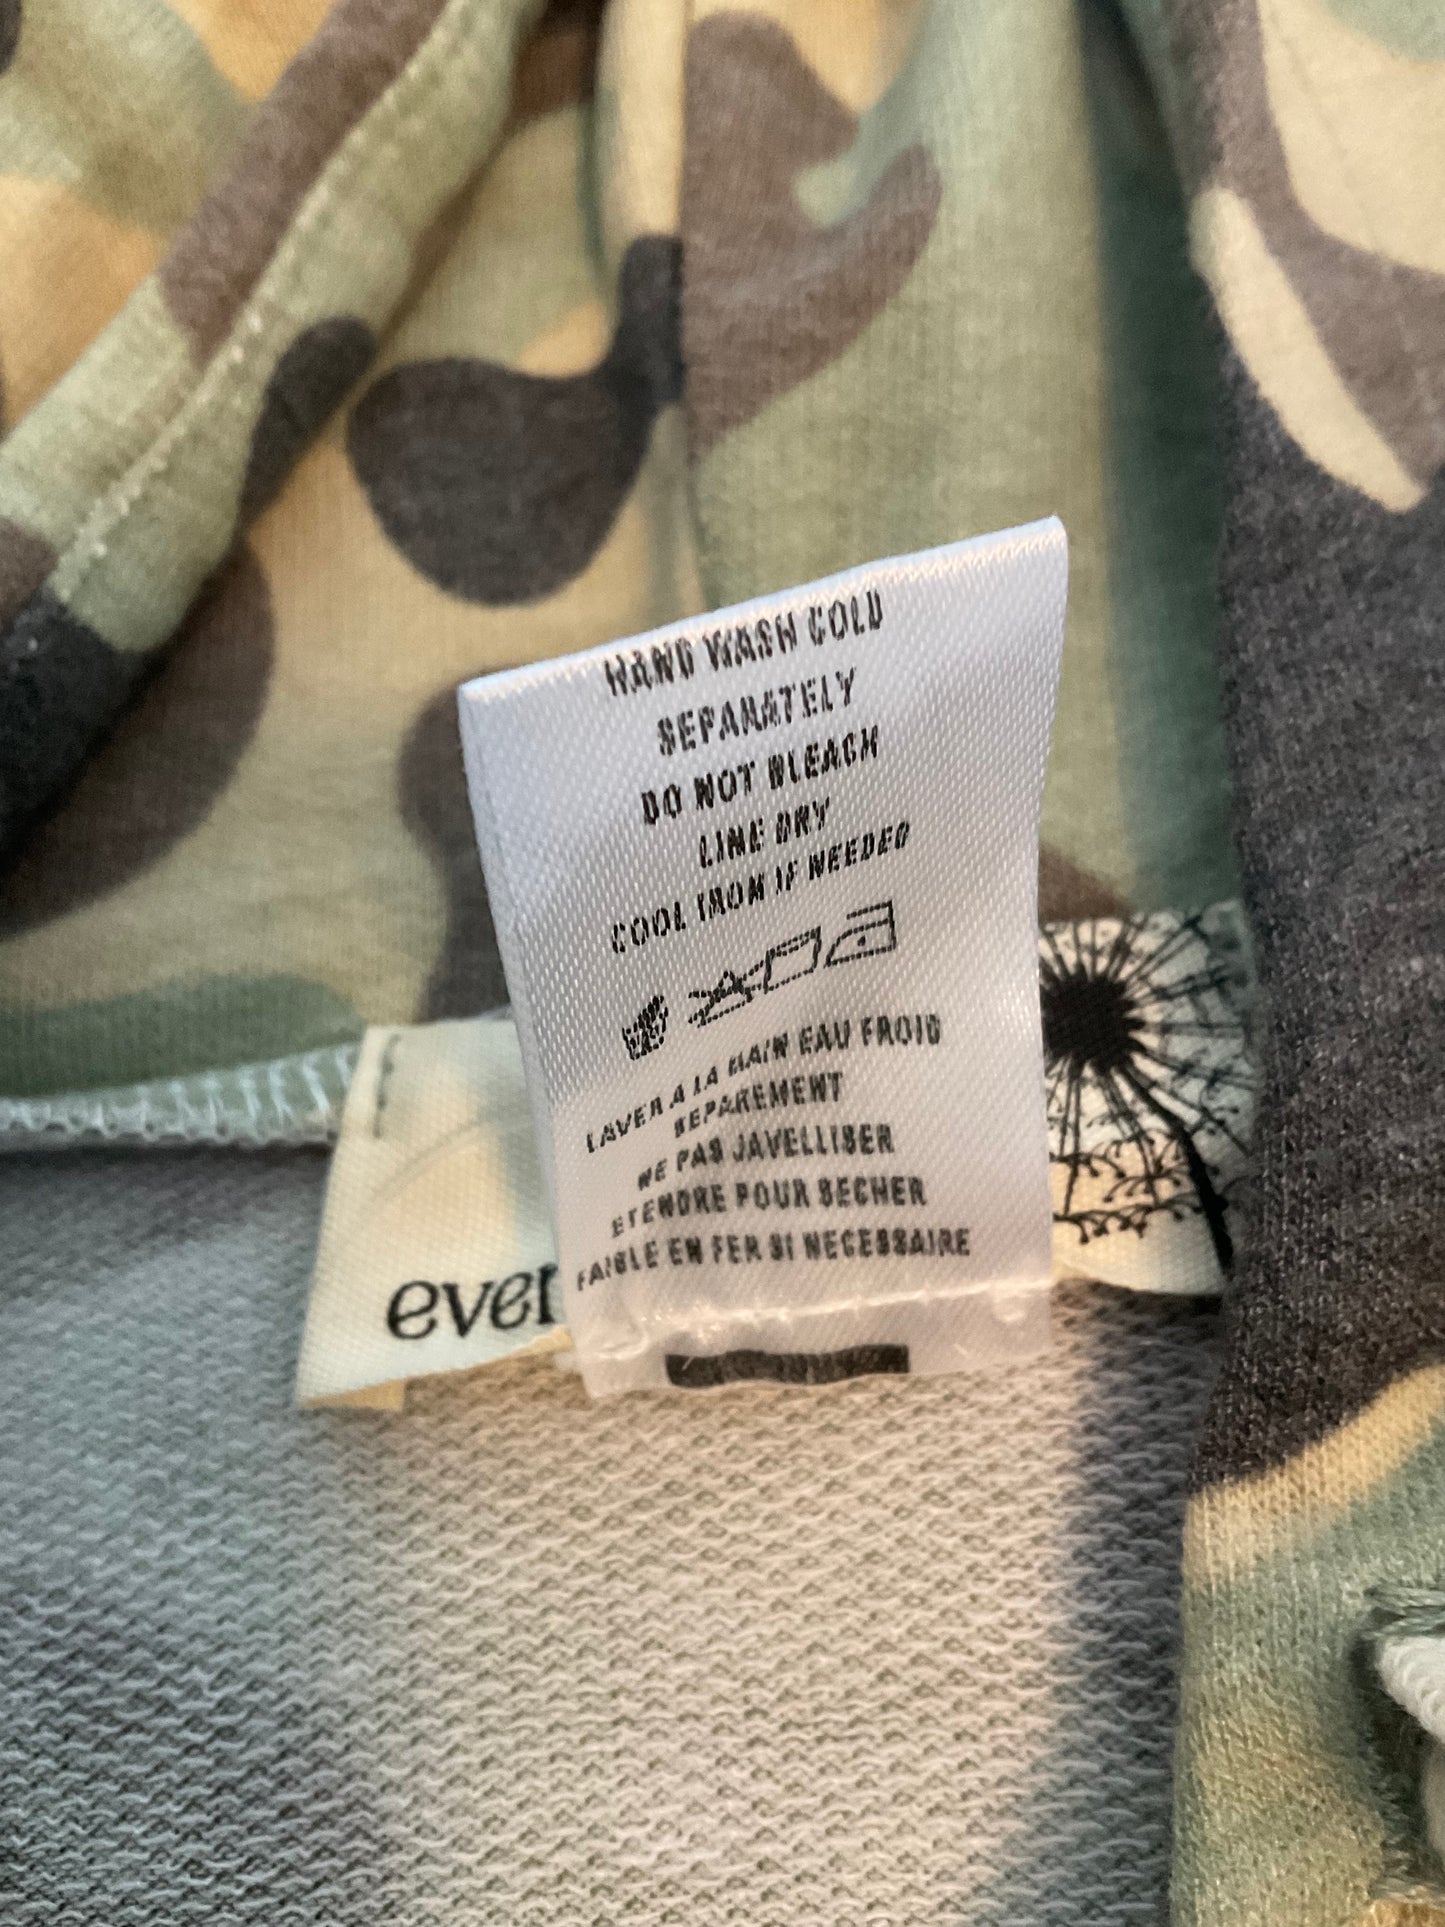 HAND WASH COLD
SEPARATELY
DO NOT BLEACH
LINE DRY
COOL IRON IF NEEDED
LAVER A LA MAIN EAU FROID
SEPAREMENT
NE PAS JAVELLISER
ETENDRE POUR SECHER
FAIBLE EN FER SI NECESSAIRE
ever